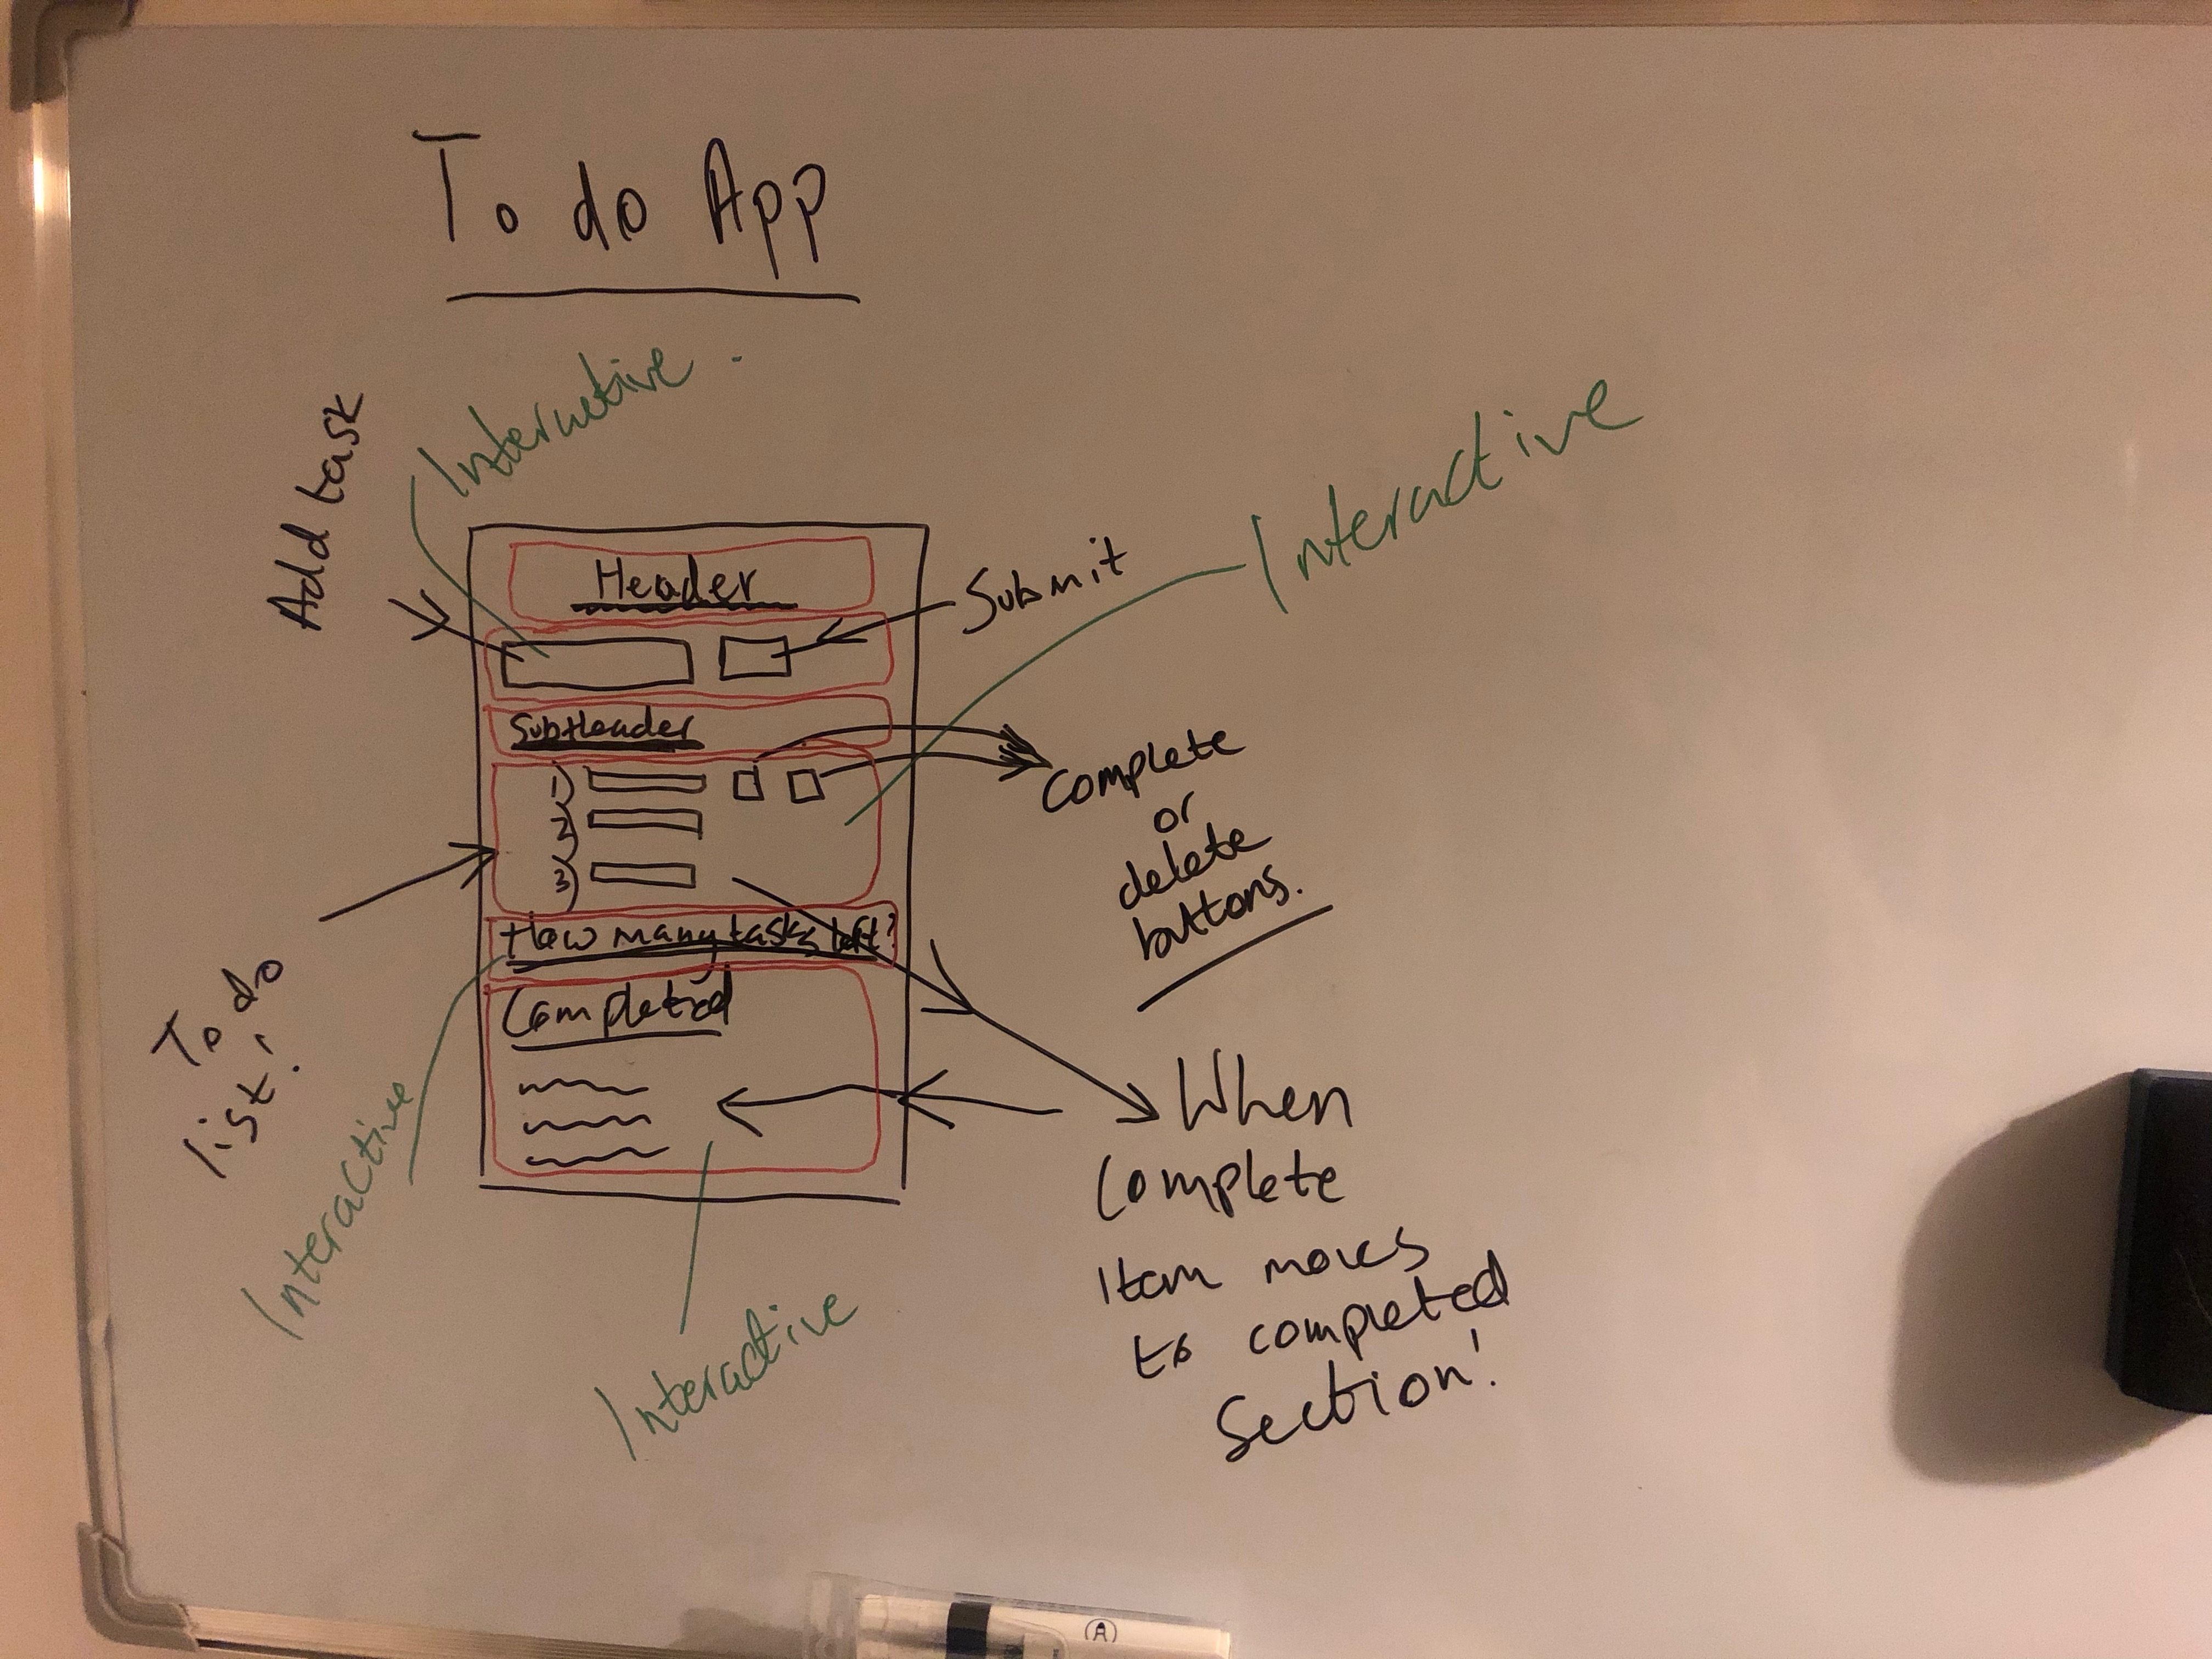 To do App
Interactive
Add task
Interactive
Header
Submit
Subheader
1)
2)
3)
Complete
or
delete
buttons.
How many tasks left?
Completed
To do
list!
Interactive
When
Complete
Item moves
to completed
Section!
Interactive
A